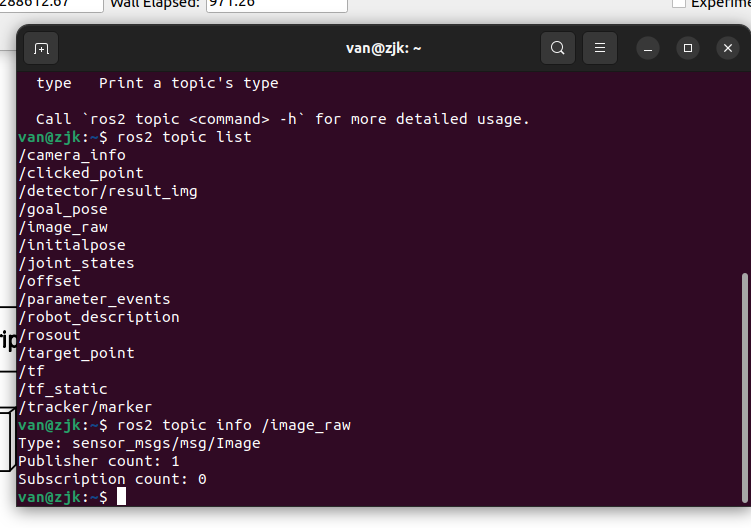 288612.67 Wall Elapsed: 971.26 Experime
van@zjk: ~
type   Print a topic's type
Call `ros2 topic <command> -h` for more detailed usage.
van@zjk:~$ ros2 topic list
/camera_info
/clicked_point
/detector/result_img
/goal_pose
/image_raw
/initialpose
/joint_states
/offset
/parameter_events
/robot_description
/rosout
/target_point
/tf
/tf_static
/tracker/marker
van@zjk:~$ ros2 topic info /image_raw
Type: sensor_msgs/msg/Image
Publisher count: 1
Subscription count: 0
van@zjk:~$
rip